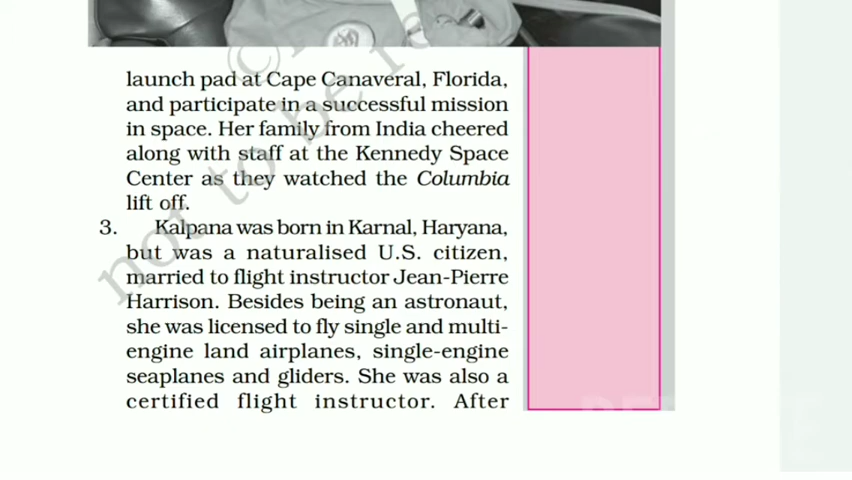 launch pad at Cape Canaveral, Florida,
and participate in a successful mission
in space. Her family from India cheered
along with staff at the Kennedy Space
Center as they watched the Columbia
lift off.
3. Kalpana was born in Karnal, Haryana,
but was a naturalised U.S. citizen,
married to flight instructor Jean-Pierre
Harrison. Besides being an astronaut,
she was licensed to fly single and multi-
engine land airplanes, single-engine
seaplanes and gliders. She was also a
certified flight instructor. After
not to be re